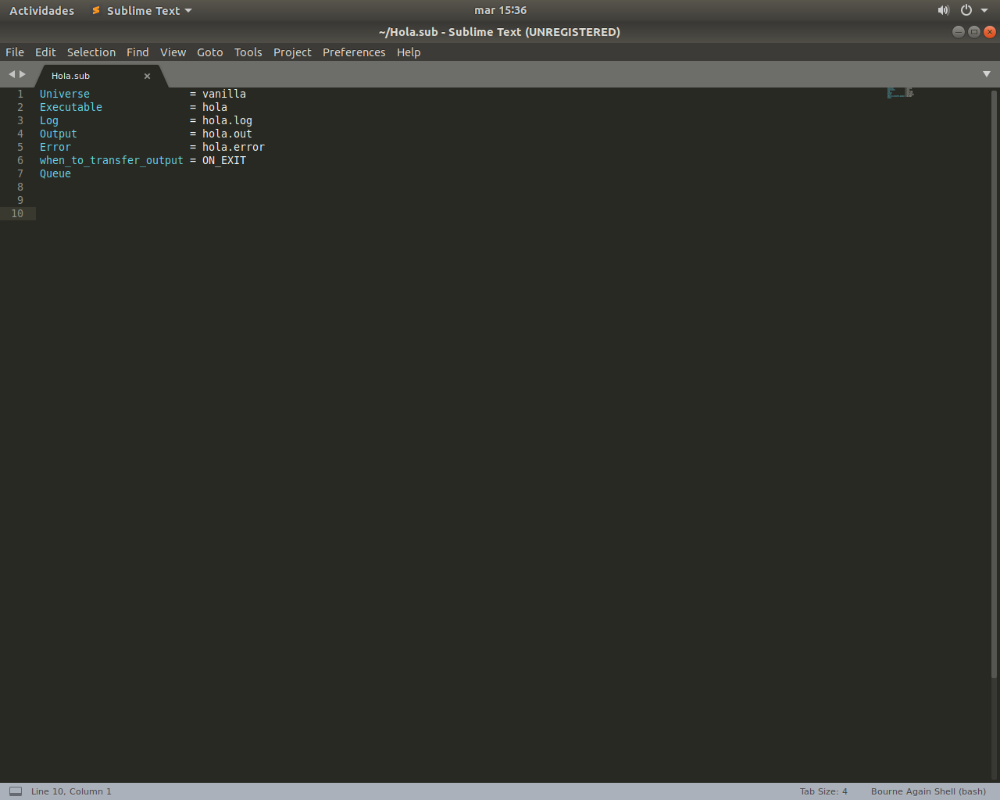 Actividades Sublime Text mar 15:36
~/Hola.sub - Sublime Text (UNREGISTERED)
File Edit Selection Find View Goto Tools Project Preferences Help
Hola.sub
1 Universe = vanilla
2 Executable = hola
3 Log = hola.log
4 Output = hola.out
5 Error = hola.error
6 when_to_transfer_output = ON_EXIT
7 Queue
8
9
10
Line 10, Column 1 Tab Size: 4 Bourne Again Shell (bash)